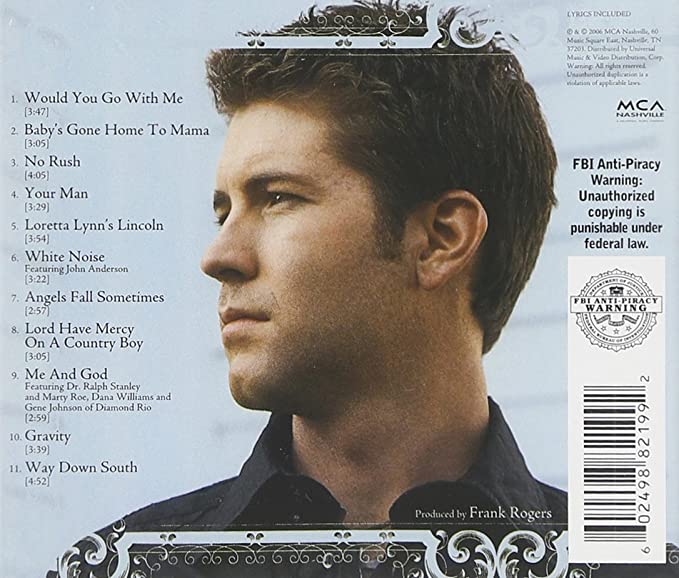 LYRICS INCLUDED
℗ & © 2006 MCA Nashville, 60
Music Square East, Nashville, TN
37203. Distributed by Universal
Music & Video Distribution, Corp.
Warning: All rights reserved.
Unauthorized duplication is a
violation of applicable laws.
MCA
NASHVILLE
FBI Anti-Piracy
Warning:
Unauthorized
copying is
punishable under
federal law.
DEPARTMENT OF JUSTICE
FBI ANTI-PIRACY
WARNING
FEDERAL BUREAU OF INVESTIGATION
6 02498 82199 2
1. Would You Go With Me
[3:47]
2. Baby's Gone Home To Mama
[3:05]
3. No Rush
[4:05]
4. Your Man
[3:29]
5. Loretta Lynn's Lincoln
[3:54]
6. White Noise
Featuring John Anderson
[3:22]
7. Angels Fall Sometimes
[2:57]
8. Lord Have Mercy
On A Country Boy
[3:05]
9. Me And God
Featuring Dr. Ralph Stanley
and Marty Roe, Dana Williams and
Gene Johnson of Diamond Rio
[2:59]
10. Gravity
[3:39]
11. Way Down South
[4:52]
Produced by Frank Rogers